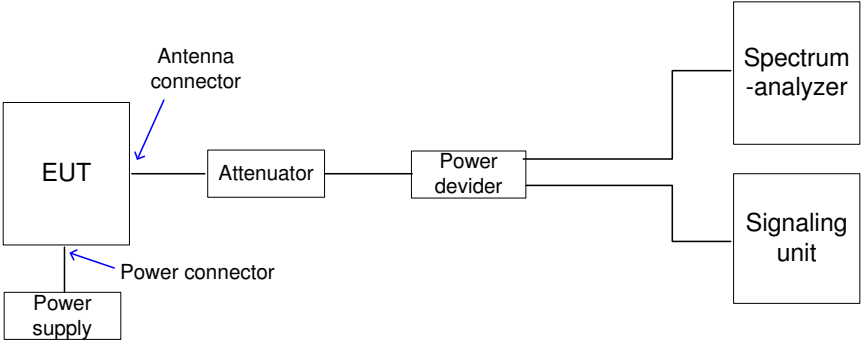 Antenna
connector
EUT
Attenuator
Power
devider
Spectrum
-analyzer
Signaling
unit
Power connector
Power
supply